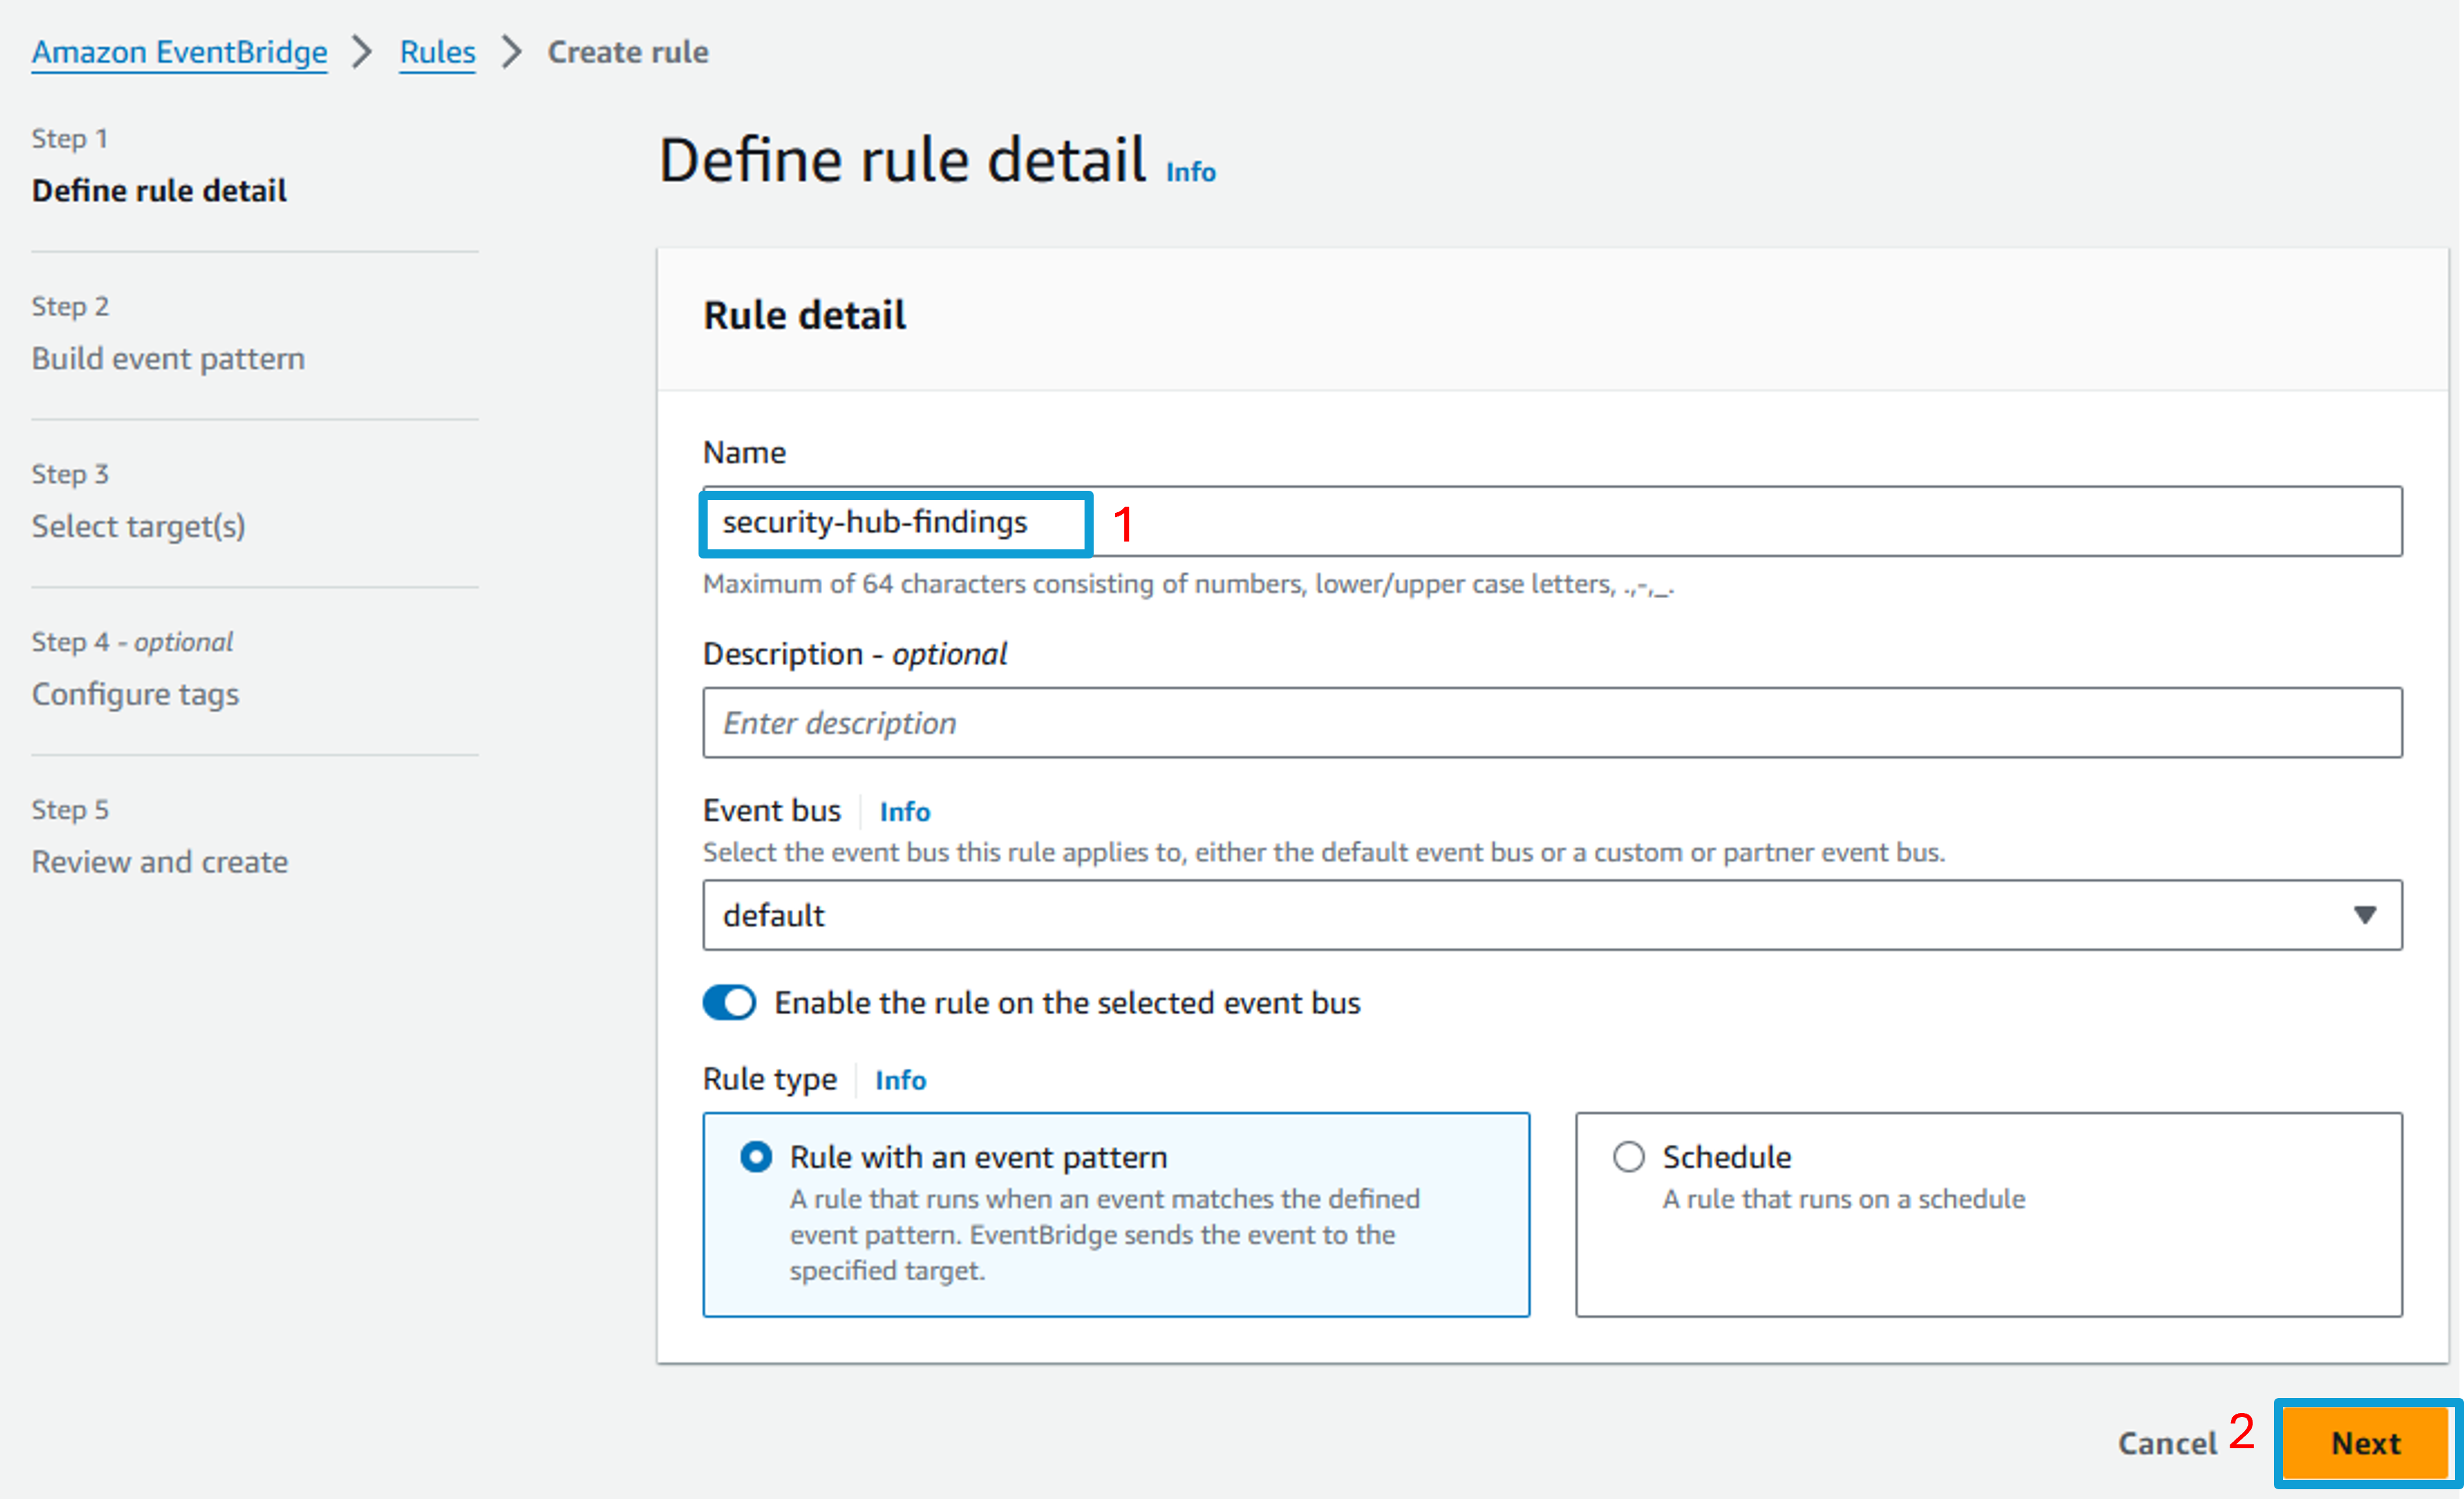 Amazon EventBridge > Rules > Create rule
Step 1
Define rule detail
Step 2
Build event pattern
Step 3
Select target(s)
Step 4 - optional
Configure tags
Step 5
Review and create
Define rule detail Info
Rule detail
Name
security-hub-findings 1
Maximum of 64 characters consisting of numbers, lower/upper case letters, .,-,_.
Description - optional
Enter description
Event bus Info
Select the event bus this rule applies to, either the default event bus or a custom or partner event bus.
default
Enable the rule on the selected event bus
Rule type Info
Rule with an event pattern
A rule that runs when an event matches the defined
event pattern. EventBridge sends the event to the
specified target.
Schedule
A rule that runs on a schedule
Cancel 2 Next